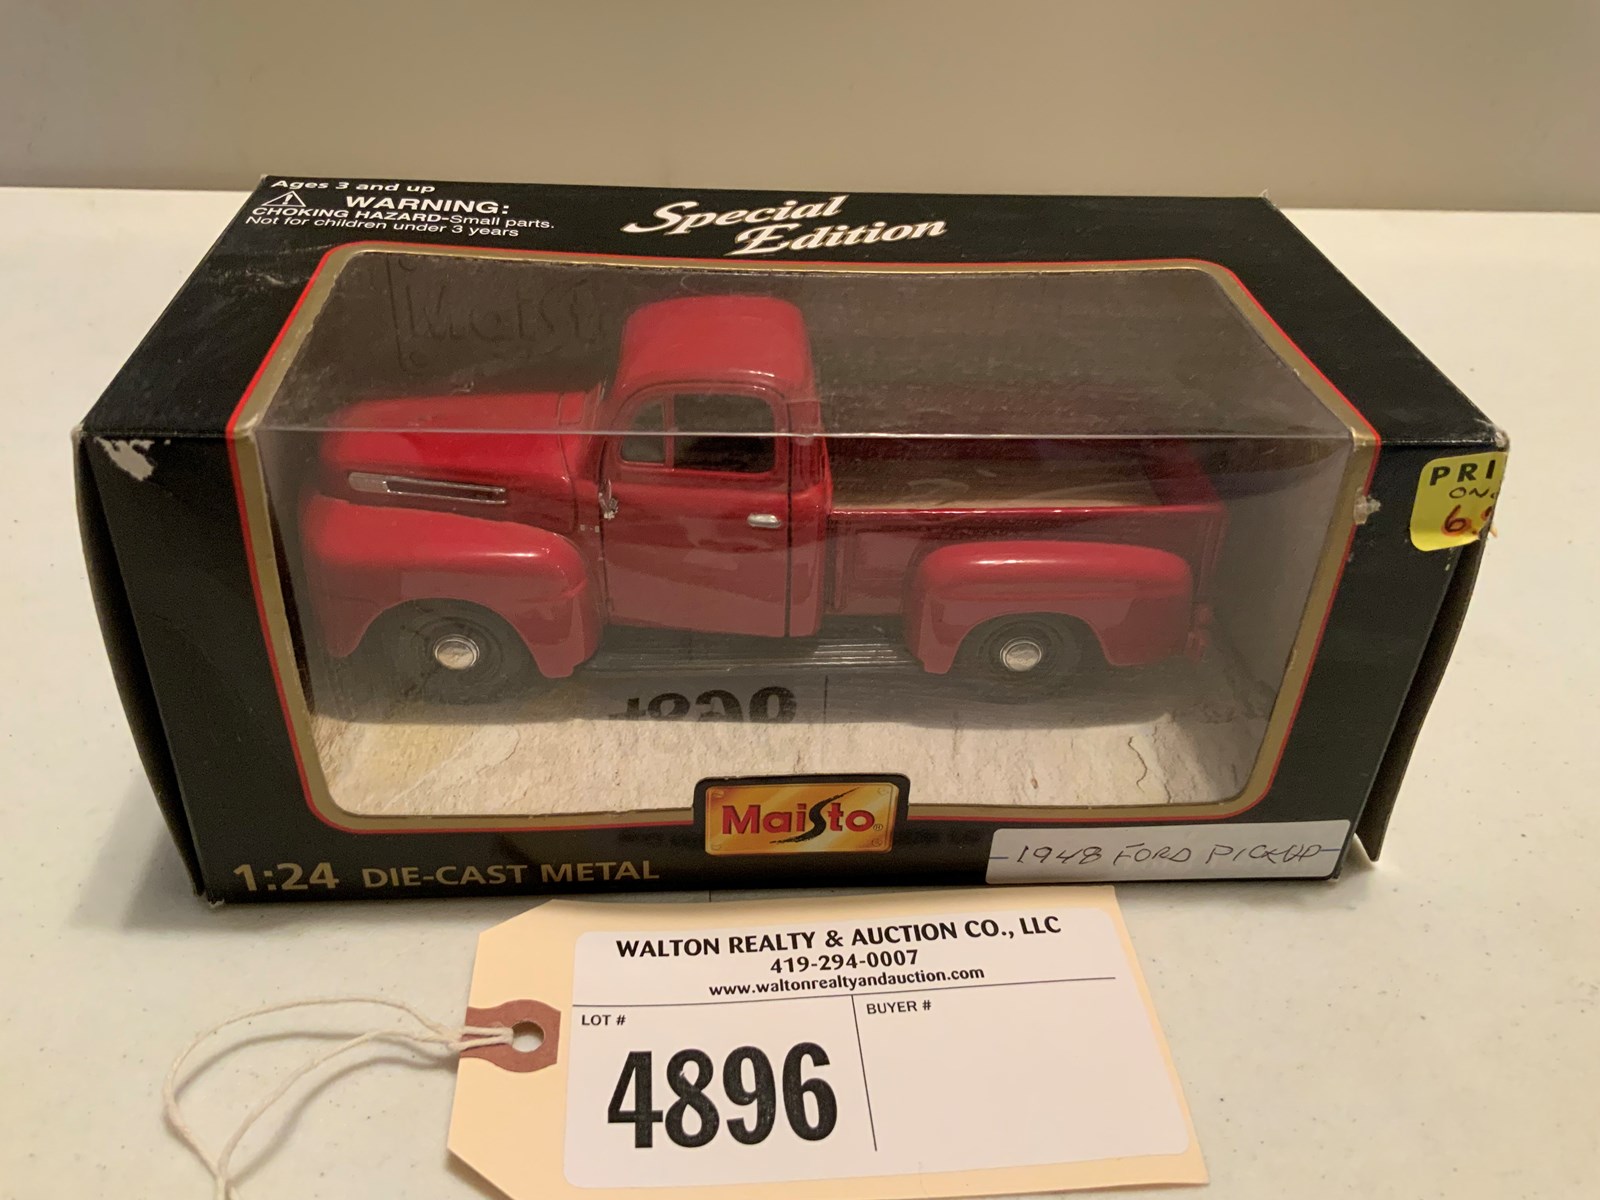 Ages 3 and up
WARNING:
CHOKING HAZARD-Small parts.
Not for children under 3 years
Special
Edition
Maisto
PRI
6.
Maisto®
1:24 DIE-CAST METAL
1948 FORD PICKUP
WALTON REALTY & AUCTION CO., LLC
419-294-0007
www.waltonrealtyandauction.com
LOT #
BUYER #
4896